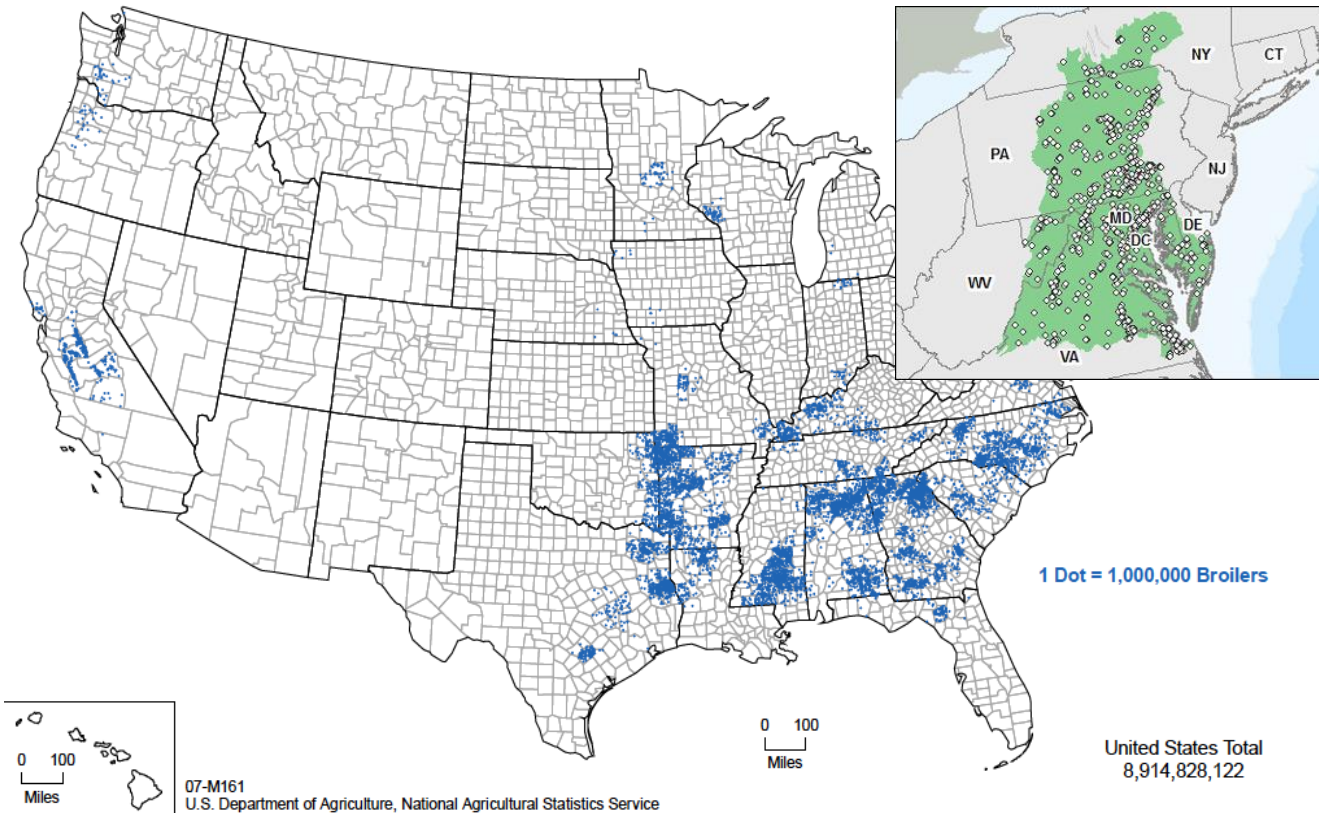 NY
CT
PA
NJ
MD
DE
DC
WV
VA
1 Dot = 1,000,000 Broilers
0 100
Miles
United States Total
8,914,828,122
0 100
Miles
07-M161
U.S. Department of Agriculture, National Agricultural Statistics Service